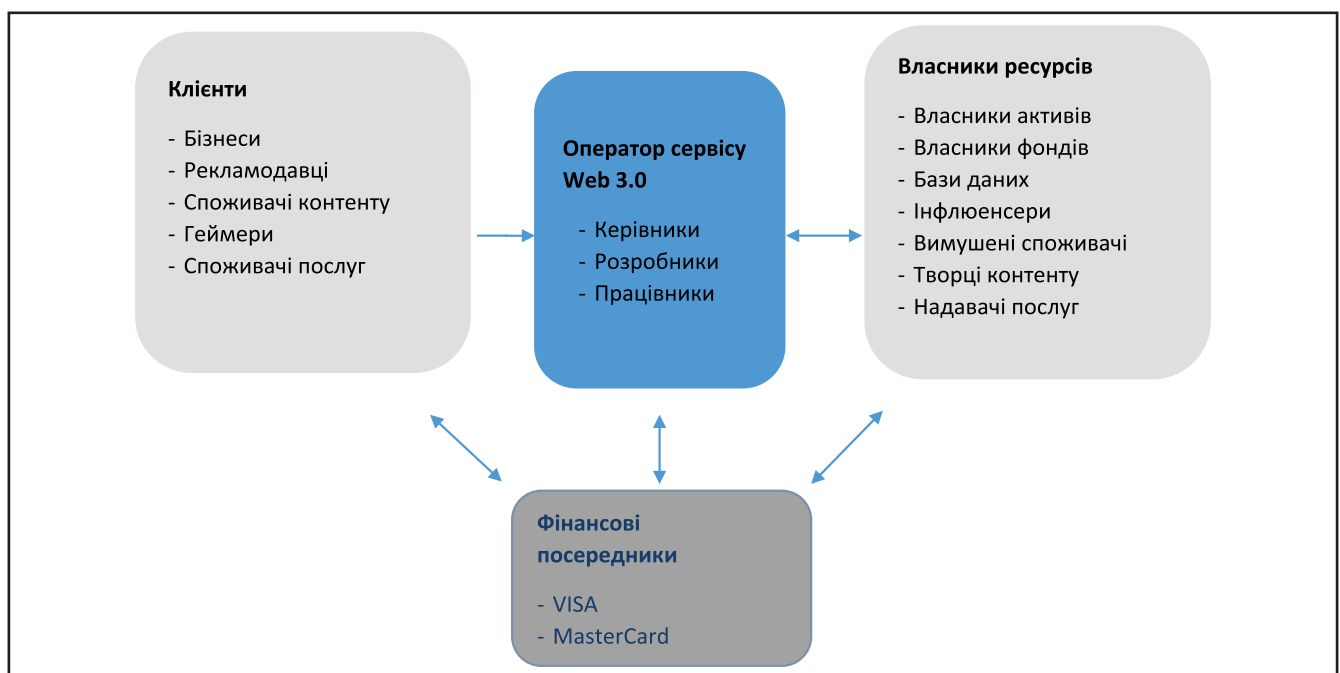 Клієнти
- Бізнеси
- Рекламодавці
- Споживачі контенту
- Геймери
- Споживачі послуг
Оператор сервісу
Web 3.0
- Керівники
- Розробники
- Працівники
Власники ресурсів
- Власники активів
- Власники фондів
- Бази даних
- Інфлюенсери
- Вимушені споживачі
- Творці контенту
- Надавачі послуг
Фінансові
посередники
- VISA
- MasterCard